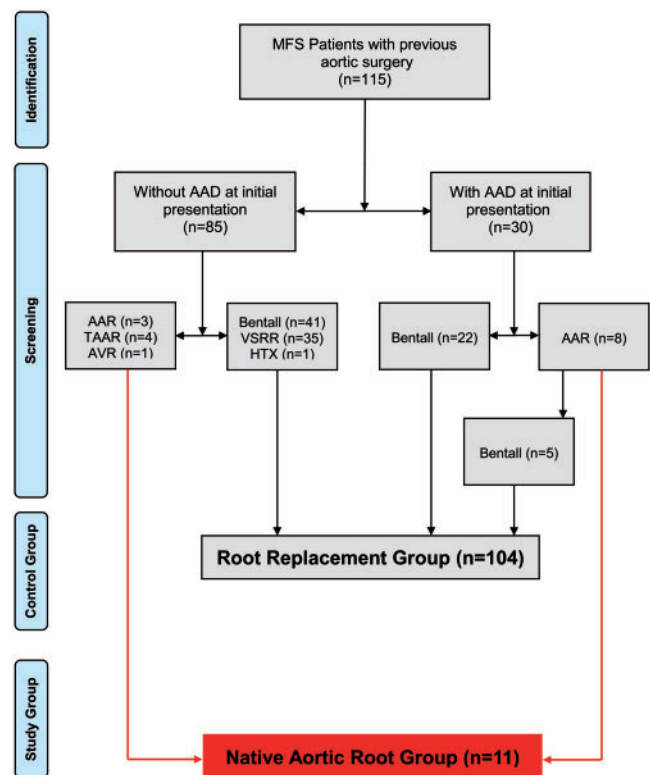 Identification
MFS Patients with previous
aortic surgery
(n=115)
Screening
Without AAD at initial
presentation
(n=85)
With AAD at initial
presentation
(n=30)
AAR (n=3)
TAAR (n=4)
AVR (n=1)
Bentall (n=41)
VSRR (n=35)
HTX (n=1)
Bentall (n=22)
AAR (n=8)
Bentall (n=5)
Control Group
Root Replacement Group (n=104)
Study Group
Native Aortic Root Group (n=11)